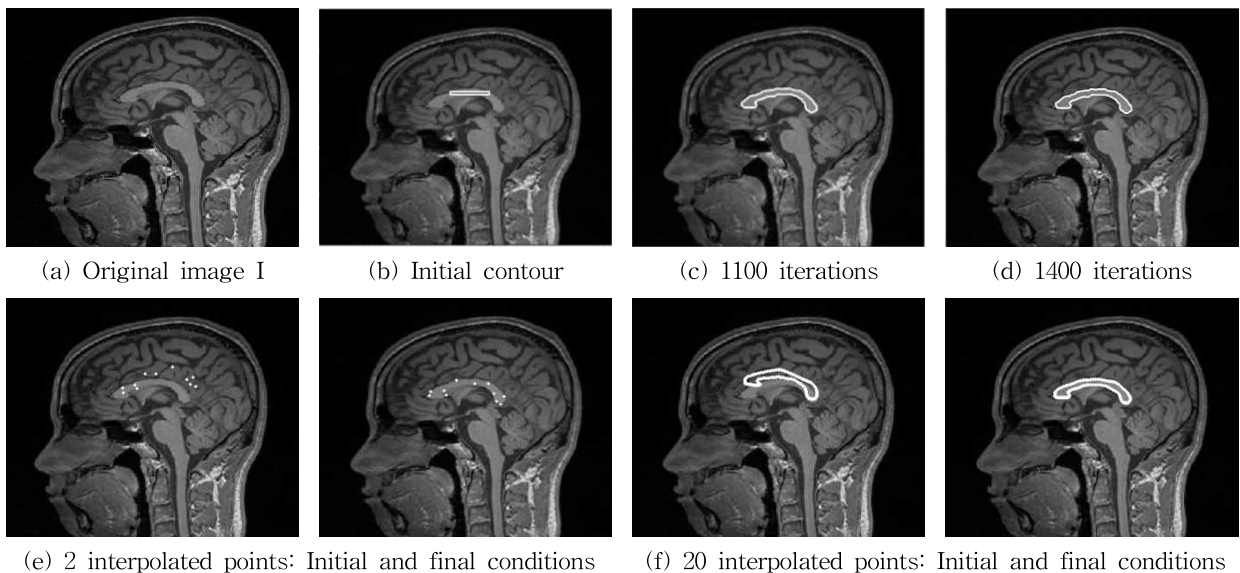 (a) Original image I
(b) Initial contour
(c) 1100 iterations
(d) 1400 iterations
(e) 2 interpolated points: Initial and final conditions
(f) 20 interpolated points: Initial and final conditions